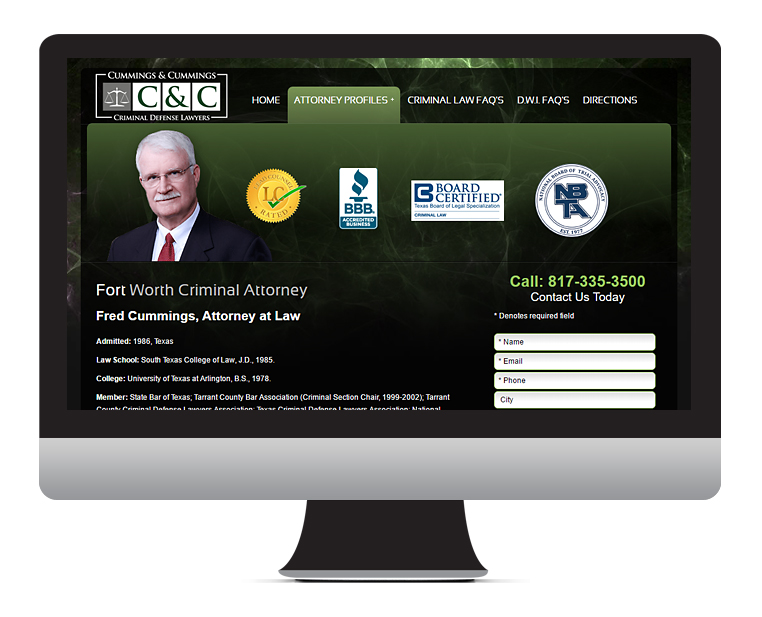 CUMMINGS & CUMMINGS
C&C
CRIMINAL DEFENSE LAWYERS
HOME
ATTORNEY PROFILES +
CRIMINAL LAW FAQ'S
D.W.I. FAQ'S
DIRECTIONS
LEAD COUNSEL
LC
RATED
BBB
ACCREDITED
BUSINESS
B BOARD
CERTIFIED®
Texas Board of Legal Specialization
CRIMINAL LAW
NATIONAL BOARD OF TRIAL ADVOCACY
NB
TA
EST. 1977
Fort Worth Criminal Attorney
Fred Cummings, Attorney at Law
Admitted: 1986, Texas
Law School: South Texas College of Law, J.D., 1985.
College: University of Texas at Arlington, B.S., 1978.
Member: State Bar of Texas; Tarrant County Bar Association (Criminal Section Chair, 1999-2002); Tarrant
County Criminal Defense Lawyers Association; Texas Criminal Defense Lawyers Association; National
Call: 817-335-3500
Contact Us Today
* Denotes required field
* Name
* Email
* Phone
City